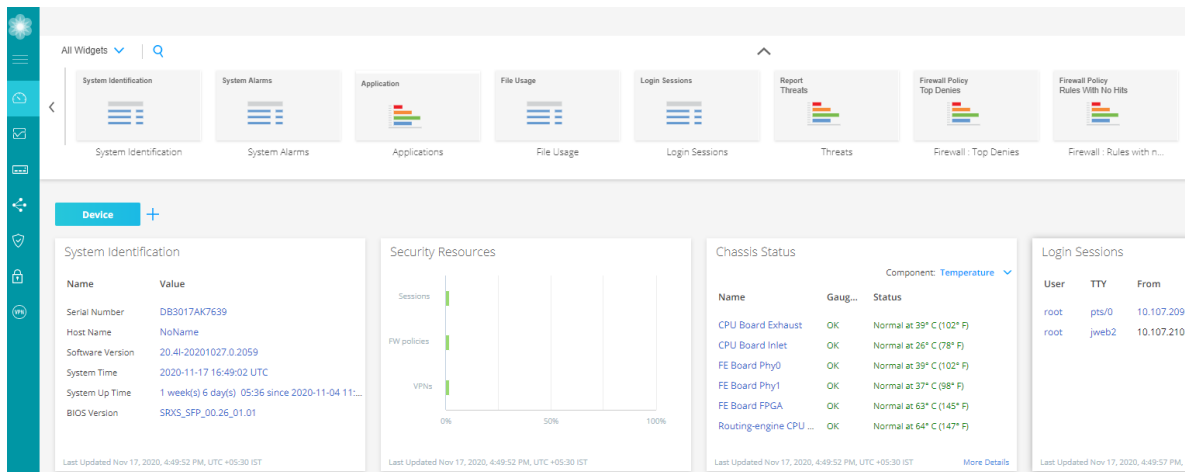 All Widgets
System Identification
System Alarms
Application
File Usage
Login Sessions
Report
Threats
Firewall Policy
Top Denies
Firewall Policy
Rules With No Hits
System Identification
System Alarms
Applications
File Usage
Login Sessions
Threats
Firewall : Top Denies
Firewall : Rules with n...
Device
System Identification
Name Value
Serial Number DB3017AK7639
Host Name NoName
Software Version 20.4I-20201027.0.2059
System Time 2020-11-17 16:49:02 UTC
System Up Time 1 week(s) 6 day(s) 05:36 since 2020-11-04 11:...
BIOS Version SRXS_SFP_00.26_01.01
Last Updated Nov 17, 2020, 4:49:52 PM, UTC +05:30 IST
Security Resources
Sessions
FW policies
VPNs
0% 50% 100%
Last Updated Nov 17, 2020, 4:49:52 PM, UTC +05:30 IST
Chassis Status
Component: Temperature
Name Gaug... Status
CPU Board Exhaust OK Normal at 39° C (102° F)
CPU Board Inlet OK Normal at 26° C (78° F)
FE Board Phy0 OK Normal at 39° C (102° F)
FE Board Phy1 OK Normal at 37° C (98° F)
FE Board FPGA OK Normal at 63° C (145° F)
Routing-engine CPU ... OK Normal at 64° C (147° F)
Last Updated Nov 17, 2020, 4:49:52 PM, UTC +05:30 IST More Details
Login Sessions
User TTY From
root pts/0 10.107.209
root jweb2 10.107.210
Last Updated Nov 17, 2020, 4:49:57 PM,
VPN